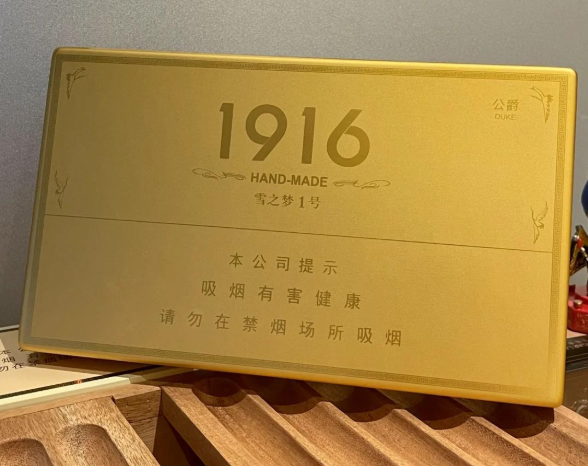 1916
公爵
DUKE
HAND-MADE
雪之梦1号
本公司提示
吸烟有害健康
请勿在禁烟场所吸烟